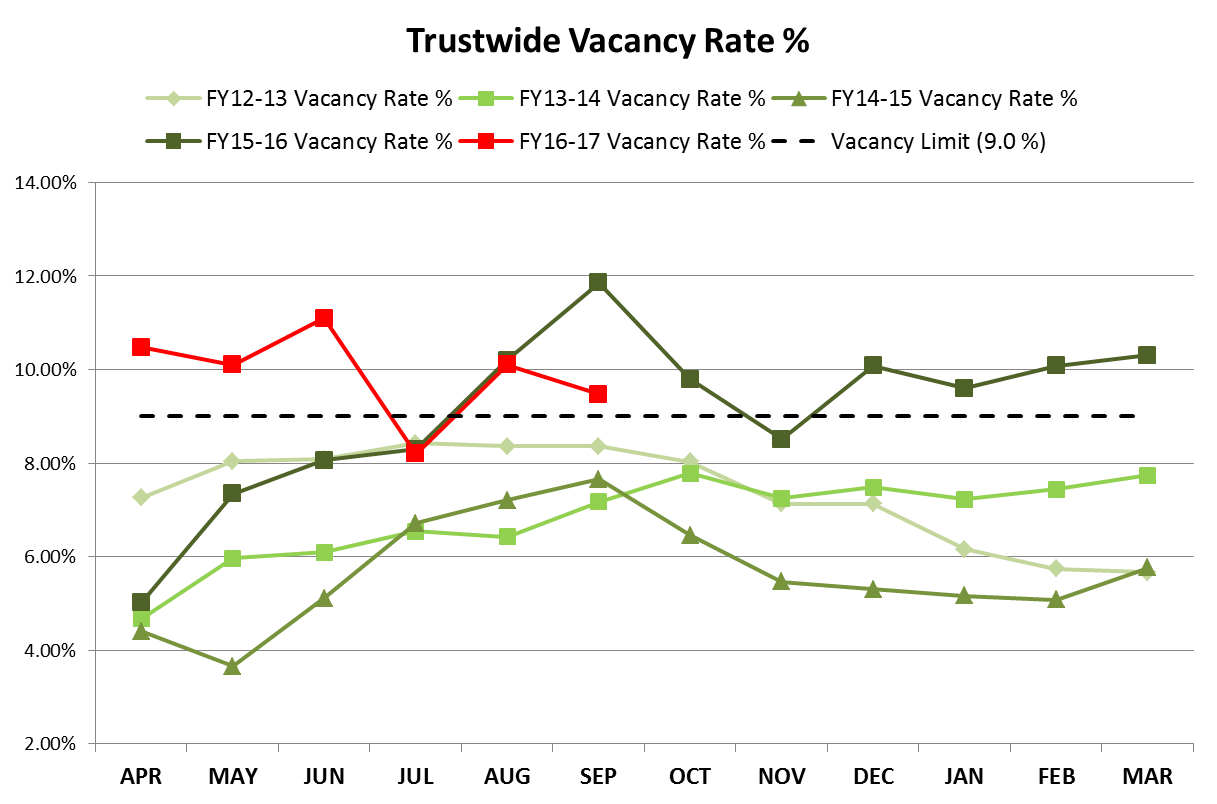 Trustwide Vacancy Rate %
FY12-13 Vacancy Rate % FY13-14 Vacancy Rate % FY14-15 Vacancy Rate %
FY15-16 Vacancy Rate % FY16-17 Vacancy Rate % Vacancy Limit (9.0 %)
14.00%
12.00%
10.00%
8.00%
6.00%
4.00%
2.00%
APR MAY JUN JUL AUG SEP OCT NOV DEC JAN FEB MAR